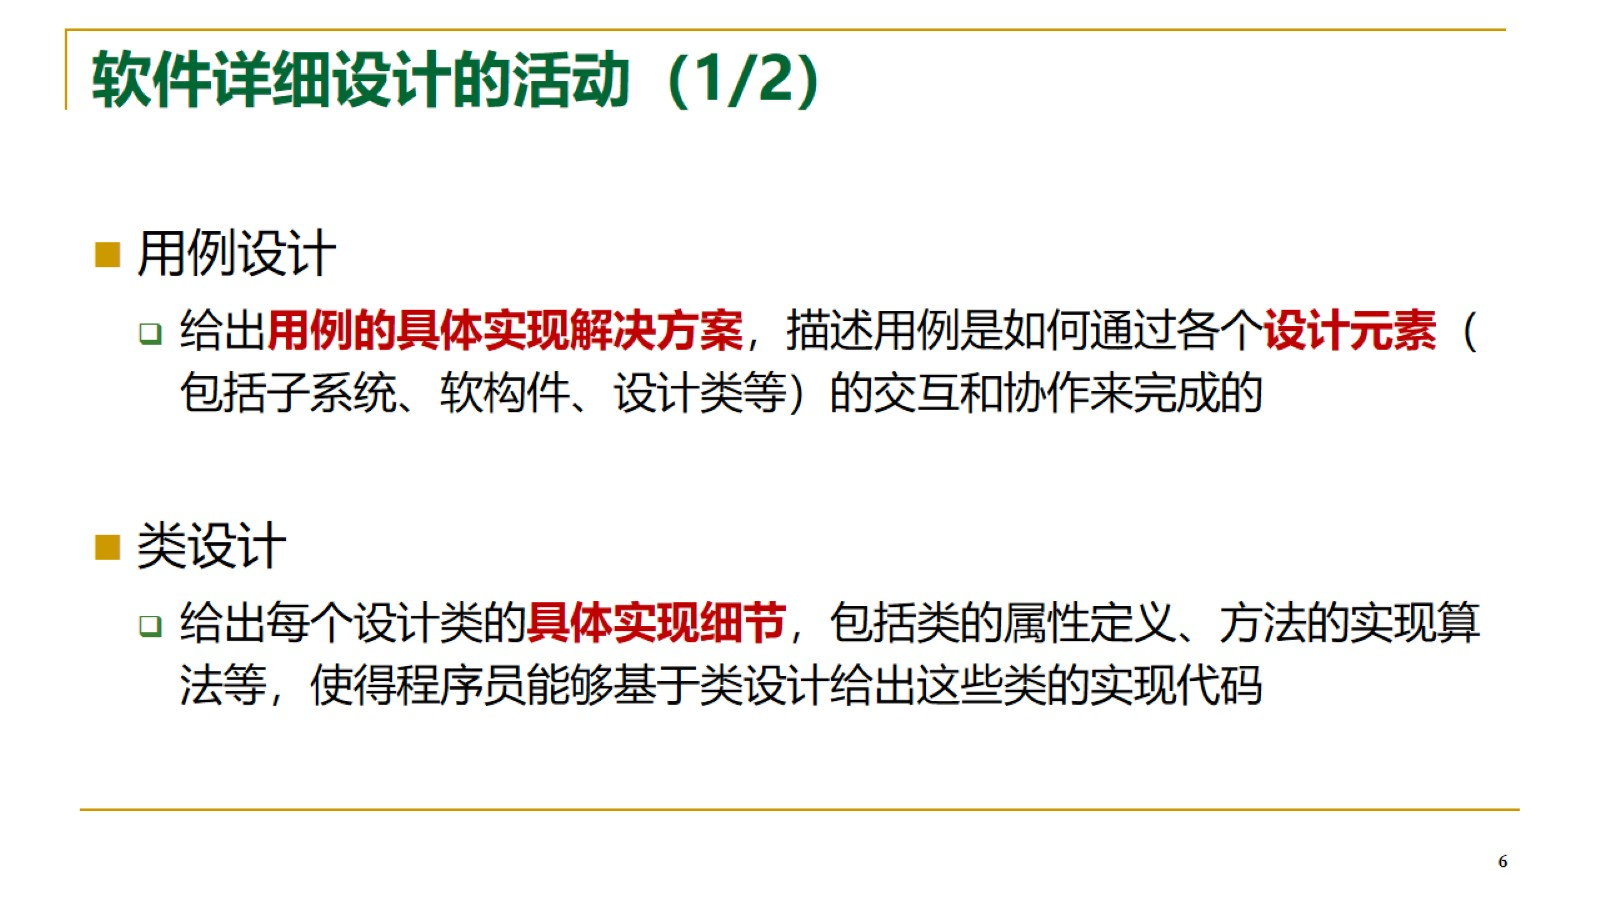 软件详细设计的活动（1/2）
用例设计
给出用例的具体实现解决方案，描述用例是如何通过各个设计元素（
包括子系统、软构件、设计类等）的交互和协作来完成的
类设计
给出每个设计类的具体实现细节，包括类的属性定义、方法的实现算
法等，使得程序员能够基于类设计给出这些类的实现代码
6